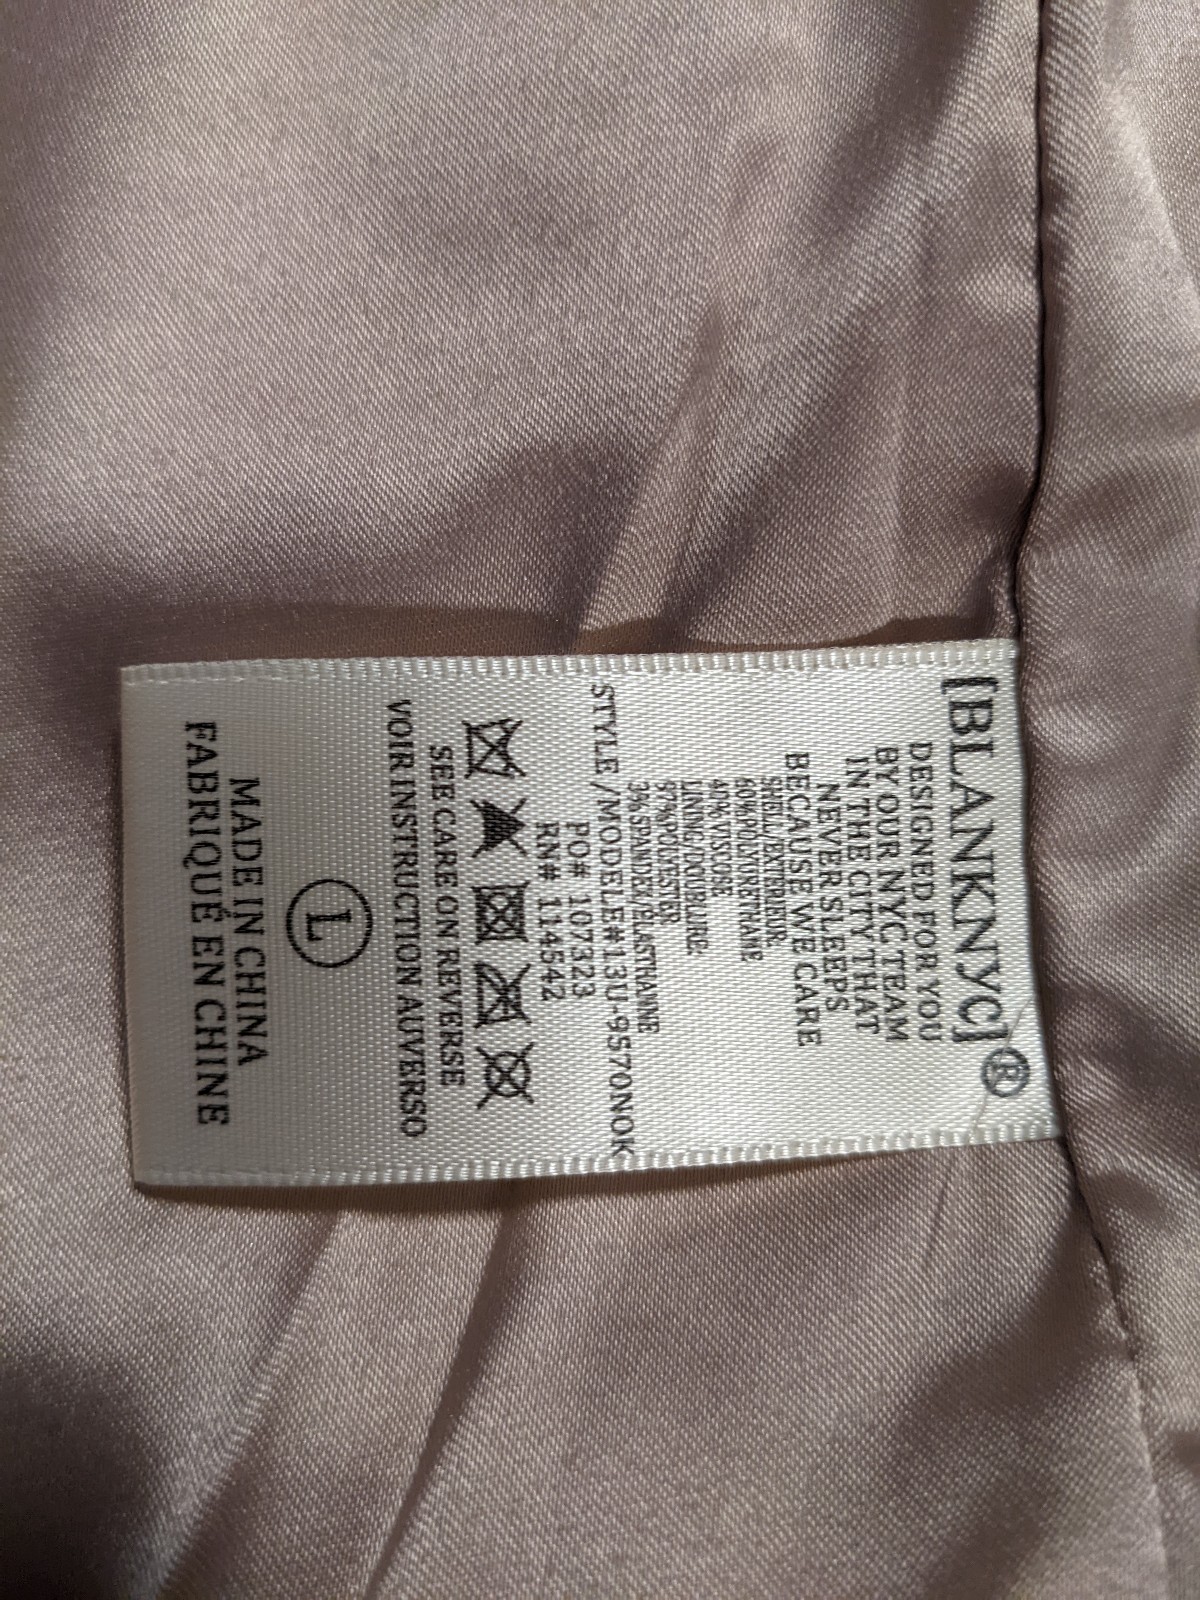 [BLANKNYC]®
DESIGNED FOR YOU
BY OUR NYC TEAM
IN THE CITY THAT
NEVER SLEEPS
BECAUSE WE CARE
SHELL/EXTERIEUR
60%POLYURETHANE
40% VISCOSE
LINING/DOUBLURE
97%POLYESTER
3% SPANDEX/ELASTHAINE
STYLE / MODELE#13IU-9570NOK
PO# 107323
RN# 114542
SEE CARE ON REVERSE
VOIR INSTRUCTION AUVERSO
L
MADE IN CHINA
FABRIQUÉ EN CHINE